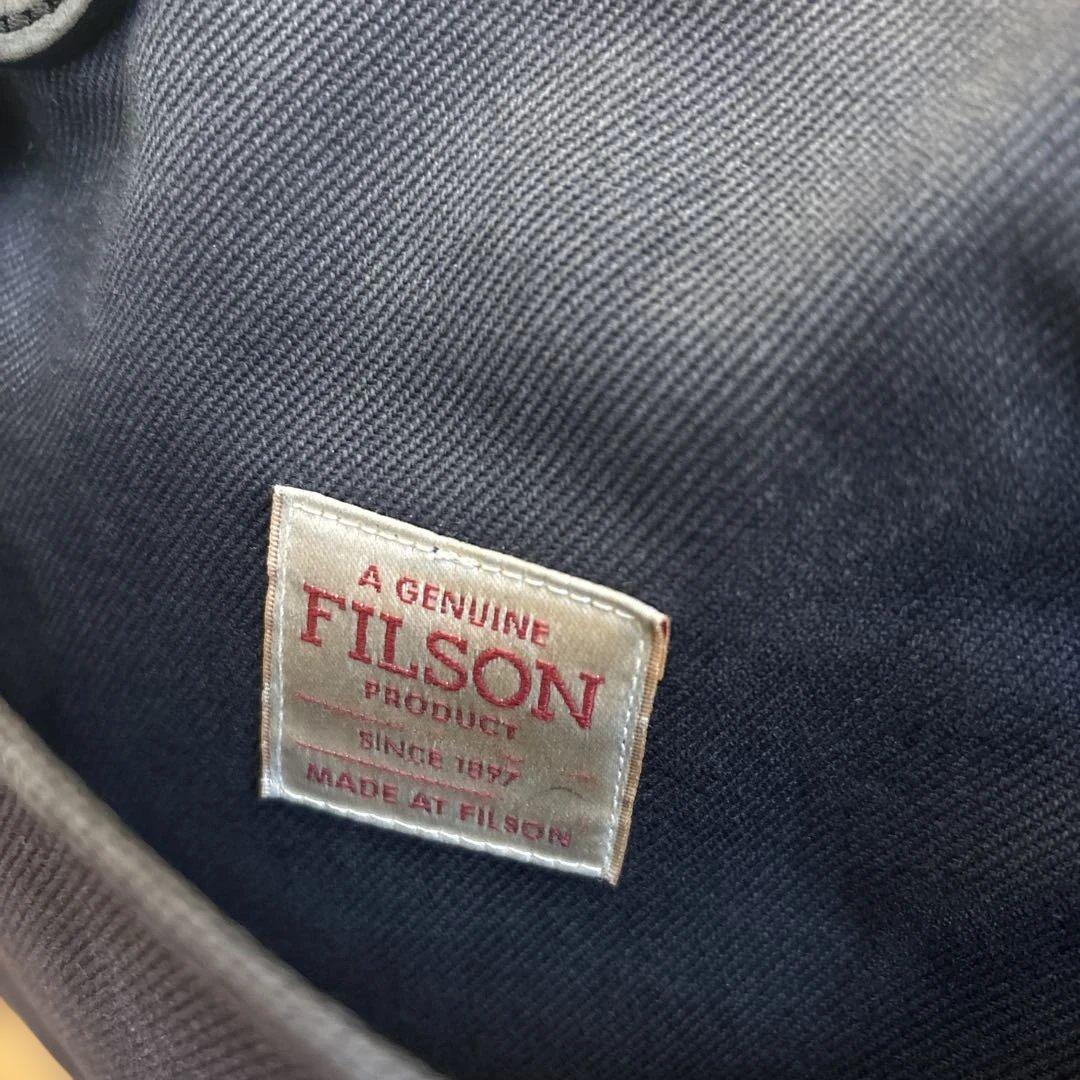 A GENUINE
FILSON
PRODUCT
SINCE 1897
MADE AT FILSON